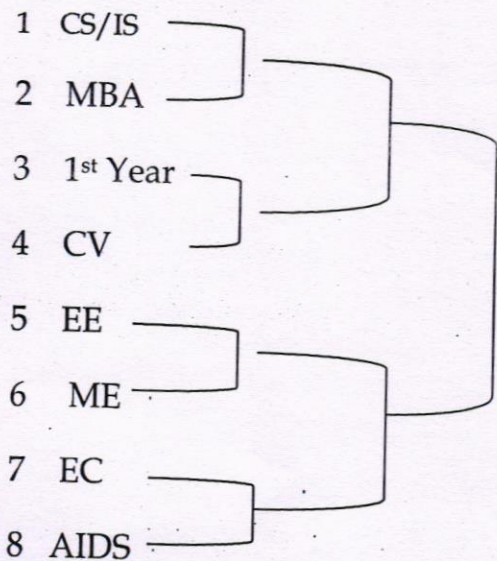 1 CS/IS
2 MBA
3 1st Year
4 CV
5 EE
6 ME
7 EC
8 AIDS